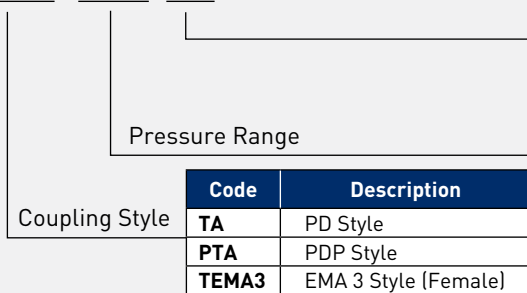 Pressure Range
Code Description
Coupling Style TA PD Style
PTA PDP Style
TEMA3 EMA 3 Style (Female)